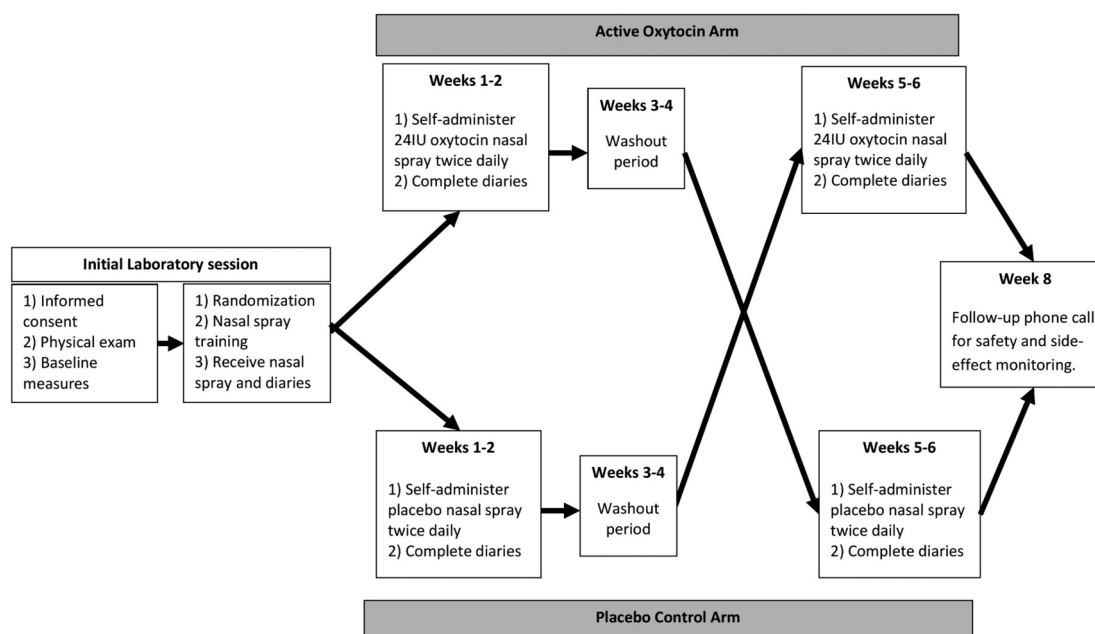 Active Oxytocin Arm
Weeks 1-2
1) Self-administer
24IU oxytocin nasal
spray twice daily
2) Complete diaries
Weeks 3-4
Washout
period
Weeks 5-6
1) Self-administer
24IU oxytocin nasal
spray twice daily
2) Complete diaries
Initial Laboratory session
1) Informed
consent
2) Physical exam
3) Baseline
measures
1) Randomization
2) Nasal spray
training
3) Receive nasal
spray and diaries
Week 8
Follow-up phone call
for safety and side-
effect monitoring.
Weeks 1-2
1) Self-administer
placebo nasal spray
twice daily
2) Complete diaries
Weeks 3-4
Washout
period
Weeks 5-6
1) Self-administer
placebo nasal spray
twice daily
2) Complete diaries
Placebo Control Arm